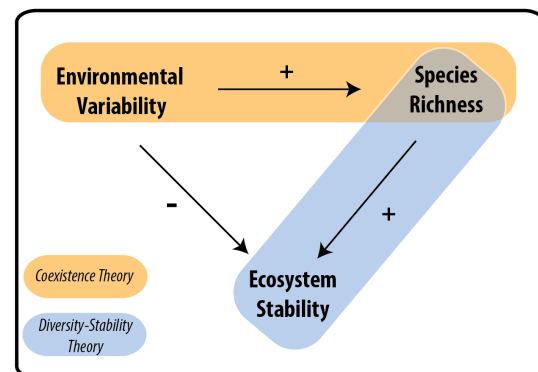 Environmental
Variability
+
Species
Richness
-
+
Ecosystem
Stability
Coexistence Theory
Diversity-Stability
Theory